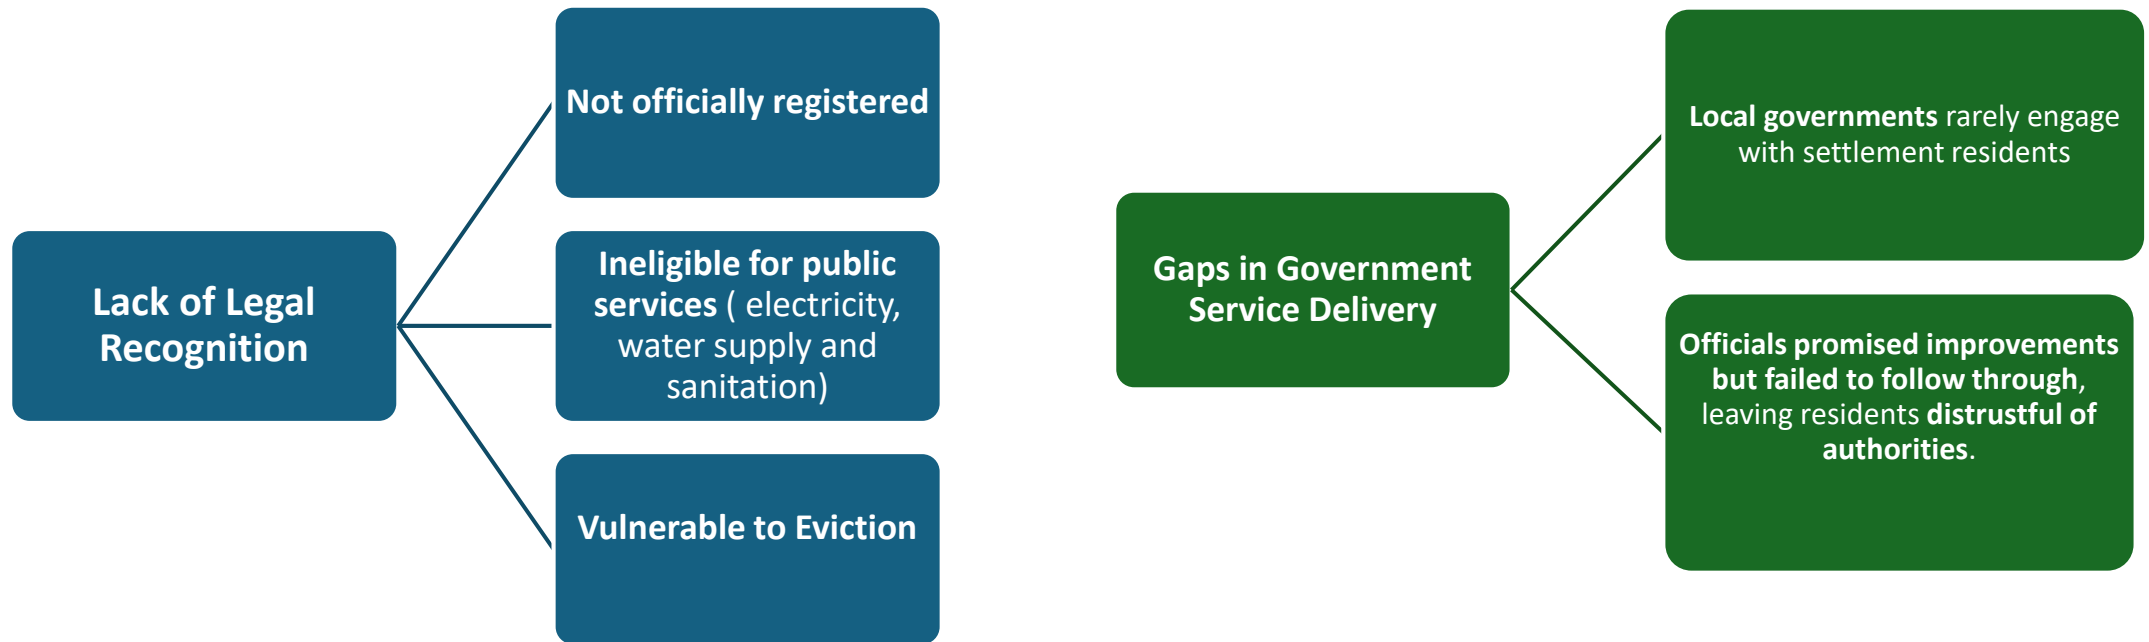 Lack of Legal
Recognition
Not officially registered
Ineligible for public
services ( electricity,
water supply and
sanitation)
Vulnerable to Eviction
Gaps in Government
Service Delivery
Local governments rarely engage
with settlement residents
Officials promised improvements
but failed to follow through,
leaving residents distrustful of
authorities.